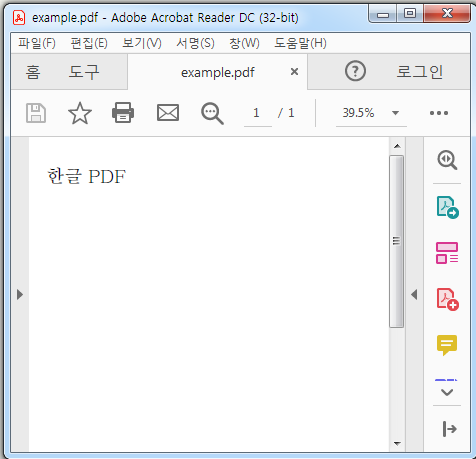 example.pdf - Adobe Acrobat Reader DC (32-bit)
파일(F) 편집(E) 보기(V) 서명(S) 창(W) 도움말(H)
홈 도구 example.pdf × ? 로그인
1 / 1 39.5%
한글 PDF